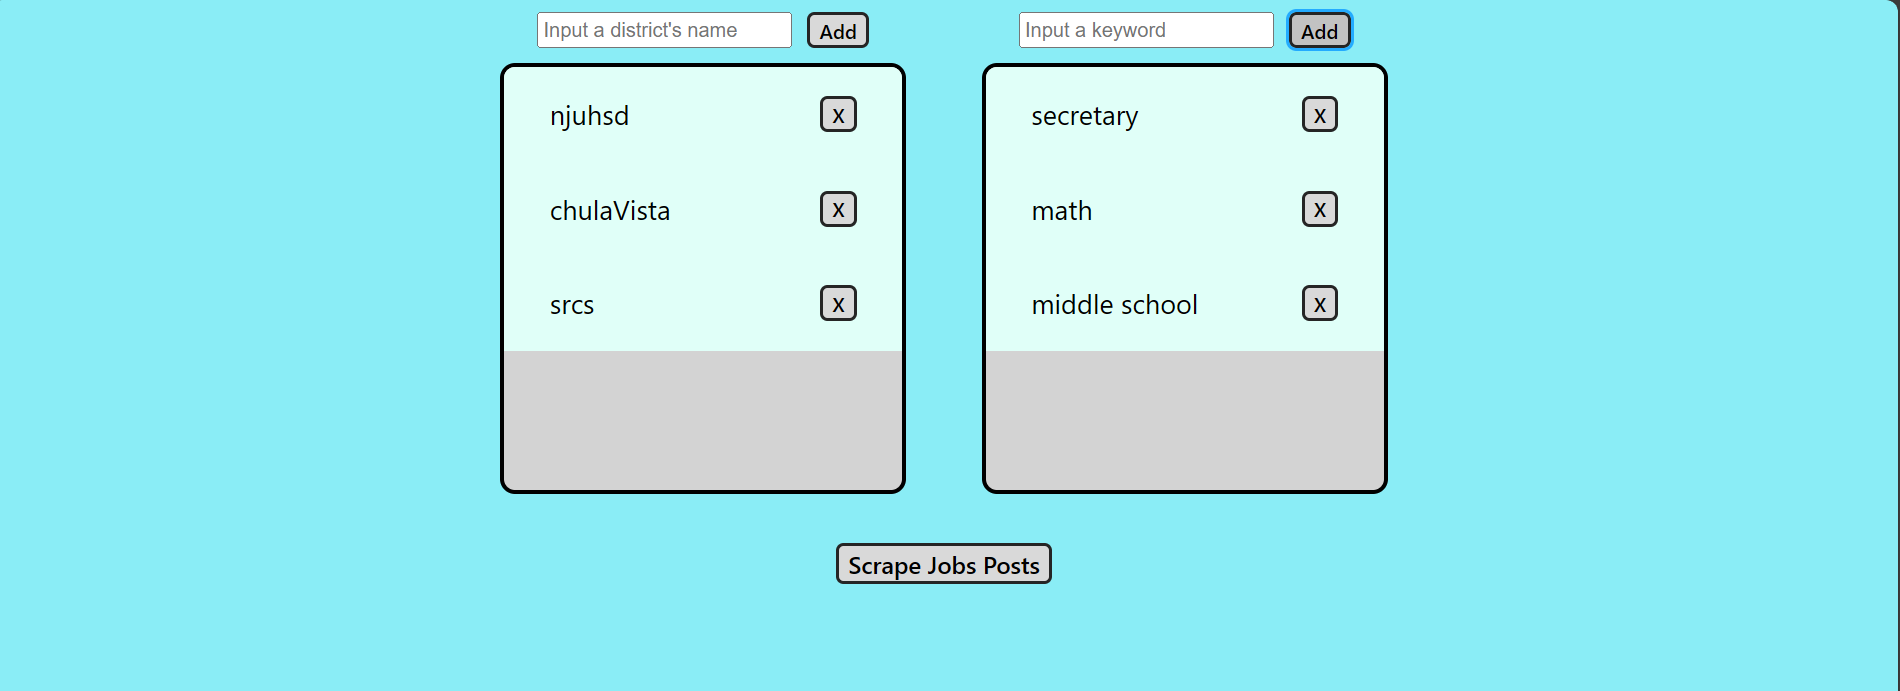 Input a district's name Add
Input a keyword Add
njuhsd X
chulaVista X
srcs X
secretary X
math X
middle school X
Scrape Jobs Posts